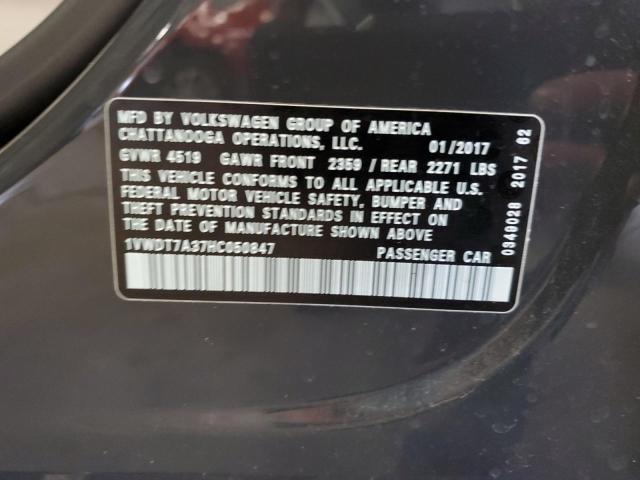 MFD BY VOLKSWAGEN GROUP OF AMERICA
CHATTANOOGA OPERATIONS, LLC. 01/2017
GVWR 4519 GAWR FRONT 2359 / REAR 2271 LBS
THIS VEHICLE CONFORMS TO ALL APPLICABLE U.S.
FEDERAL MOTOR VEHICLE SAFETY, BUMPER AND
THEFT PREVENTION STANDARDS IN EFFECT ON
THE DATE OF MANUFACTURE SHOWN ABOVE
1VWDT7A37HC050847 PASSENGER CAR
0349028 2017 02